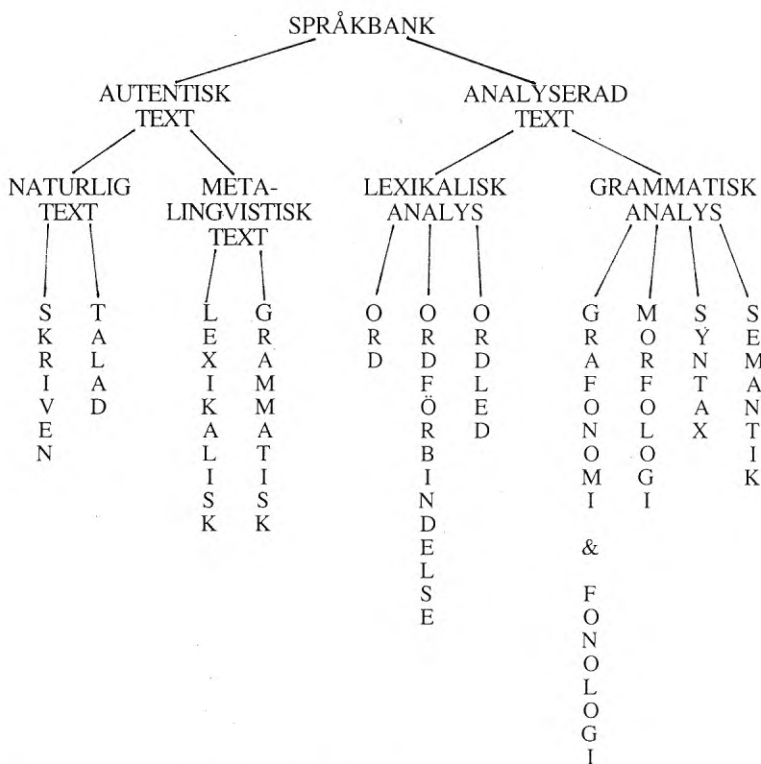 SPRÅKBANK
AUTENTISK
TEXT
ANALYSERAD
TEXT
NATURLIG
TEXT
META-
LINGVISTISK
TEXT
LEXIKALISK
ANALYS
GRAMMATISK
ANALYS
SKRIVEN
TALAD
LEXIKALISK
GRAMMATISK
ORD
ORDFÖRBINDELSE
ORDLED
GRAFONOMI & FONOLOGI
MORFOLOGI
SYNTAX
SEMANTIK